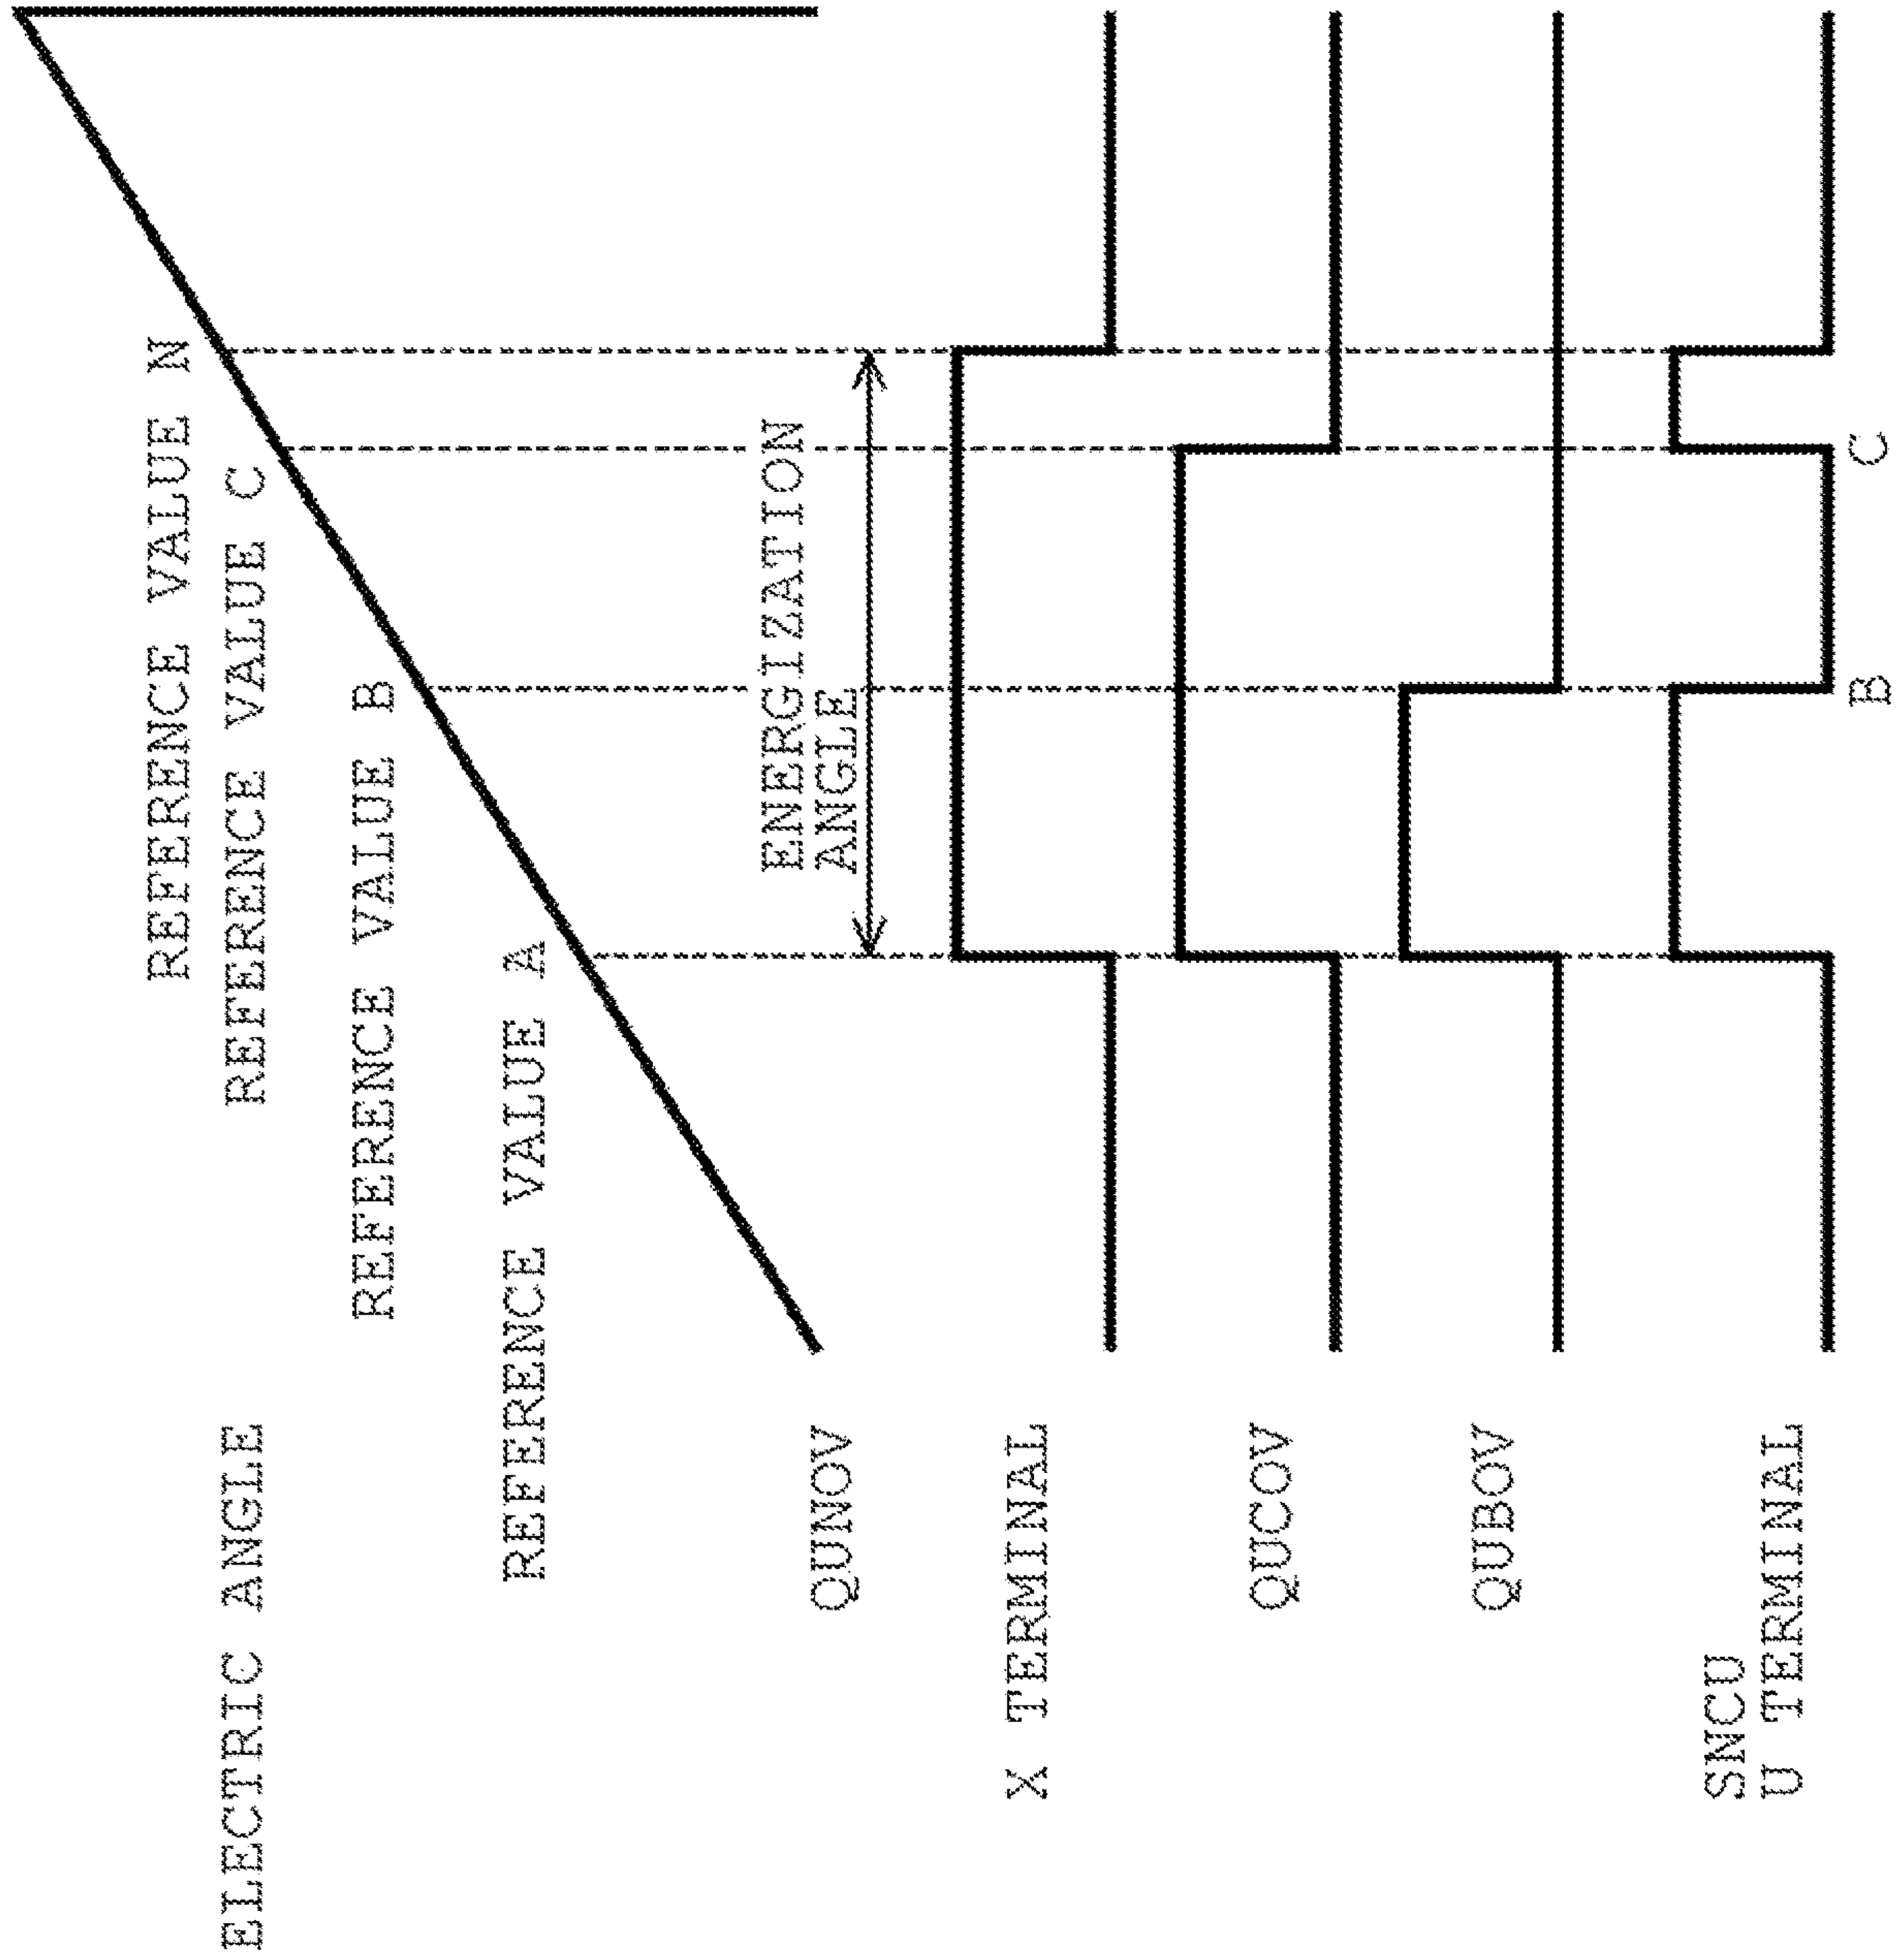 ELECTRIC ANGLE
REFERENCE VALUE N
REFERENCE VALUE C
REFERENCE VALUE B
REFERENCE VALUE A
ENERGIZATION
ANGLE
QUNOV
X TERMINAL
QUCOV
QUBOV
SNCU
U TERMINAL
B
C